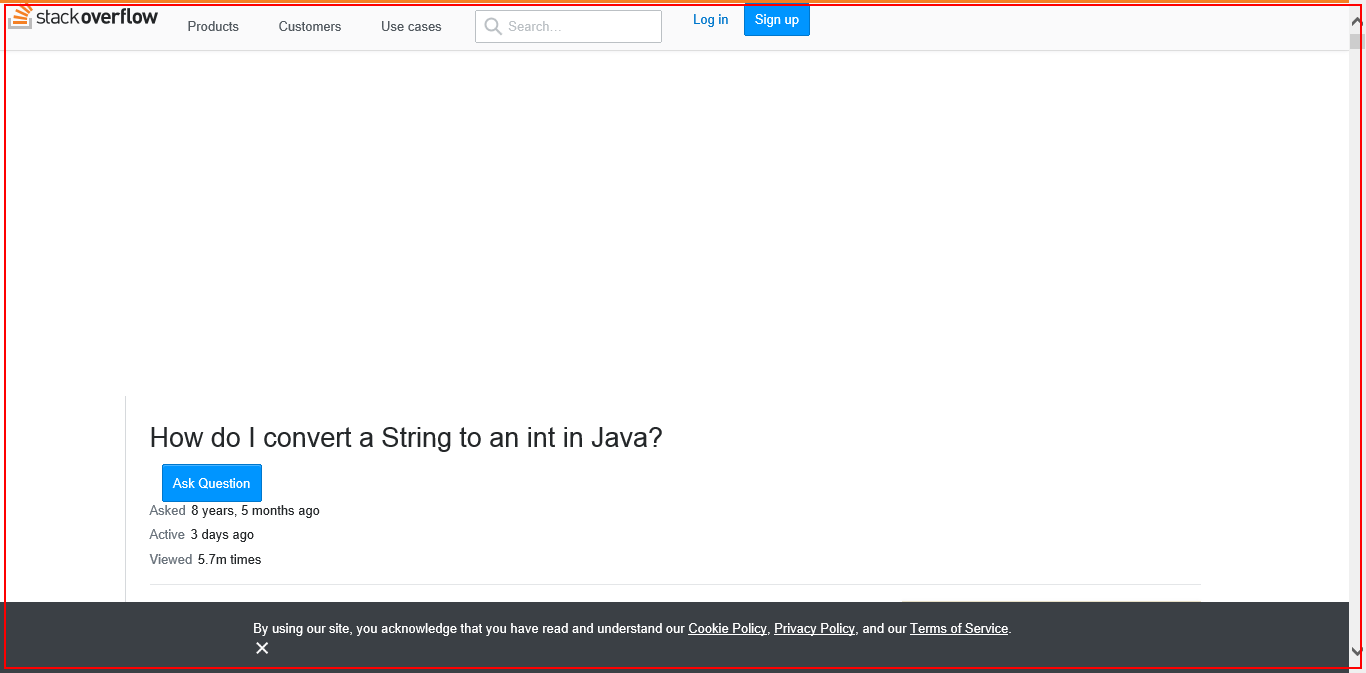 stackoverflow
Products Customers Use cases Search... Log in Sign up
How do I convert a String to an int in Java?
Ask Question
Asked 8 years, 5 months ago
Active 3 days ago
Viewed 5.7m times
By using our site, you acknowledge that you have read and understand our Cookie Policy, Privacy Policy, and our Terms of Service.